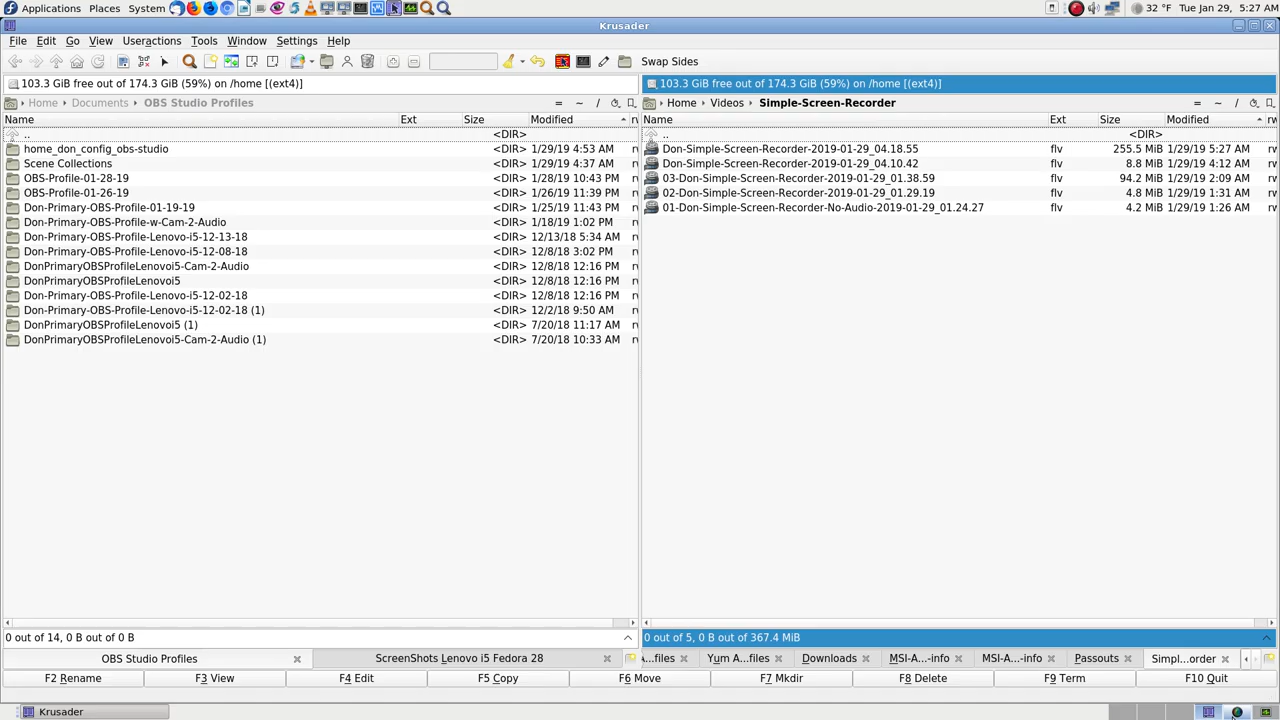 Applications Places System 32 °F Tue Jan 29, 5:27 AM
Krusader
File Edit Go View Useractions Tools Window Settings Help
Swap Sides
103.3 GiB free out of 174.3 GiB (59%) on /home [(ext4)]
103.3 GiB free out of 174.3 GiB (59%) on /home [(ext4)]
Home Documents OBS Studio Profiles = ~ /
Home Videos Simple-Screen-Recorder = ~ /
Name Ext Size Modified
.. <DIR>
home_don_config_obs-studio <DIR> 1/29/19 4:53 AM
Scene Collections <DIR> 1/29/19 4:37 AM
OBS-Profile-01-28-19 <DIR> 1/28/19 10:43 PM
OBS-Profile-01-26-19 <DIR> 1/26/19 11:39 PM
Don-Primary-OBS-Profile-01-19-19 <DIR> 1/25/19 11:43 PM
Don-Primary-OBS-Profile-w-Cam-2-Audio <DIR> 1/18/19 1:02 PM
Don-Primary-OBS-Profile-Lenovo-i5-12-13-18 <DIR> 12/13/18 5:34 AM
Don-Primary-OBS-Profile-Lenovo-i5-12-08-18 <DIR> 12/8/18 3:02 PM
DonPrimaryOBSProfileLenovoi5-Cam-2-Audio <DIR> 12/8/18 12:16 PM
DonPrimaryOBSProfileLenovoi5 <DIR> 12/8/18 12:16 PM
Don-Primary-OBS-Profile-Lenovo-i5-12-02-18 <DIR> 12/8/18 12:16 PM
Don-Primary-OBS-Profile-Lenovo-i5-12-02-18 (1) <DIR> 12/2/18 9:50 AM
DonPrimaryOBSProfileLenovoi5 (1) <DIR> 7/20/18 11:17 AM
DonPrimaryOBSProfileLenovoi5-Cam-2-Audio (1) <DIR> 7/20/18 10:33 AM
Name Ext Size Modified rw
.. <DIR>
Don-Simple-Screen-Recorder-2019-01-29_04.18.55 flv 255.5 MiB 1/29/19 5:27 AM rw
Don-Simple-Screen-Recorder-2019-01-29_04.10.42 flv 8.8 MiB 1/29/19 4:12 AM rw
03-Don-Simple-Screen-Recorder-2019-01-29_01.38.59 flv 94.2 MiB 1/29/19 2:09 AM rw
02-Don-Simple-Screen-Recorder-2019-01-29_01.29.19 flv 4.8 MiB 1/29/19 1:31 AM rw
01-Don-Simple-Screen-Recorder-No-Audio-2019-01-29_01.24.27 flv 4.2 MiB 1/29/19 1:26 AM rw
0 out of 14, 0 B out of 0 B
0 out of 5, 0 B out of 367.4 MiB
OBS Studio Profiles ScreenShots Lenovo i5 Fedora 28
...files Yum A...files Downloads MSI-A...-info MSI-A...-info Passouts Simpl...order
F2 Rename F3 View F4 Edit F5 Copy F6 Move F7 Mkdir F8 Delete F9 Term F10 Quit
Krusader